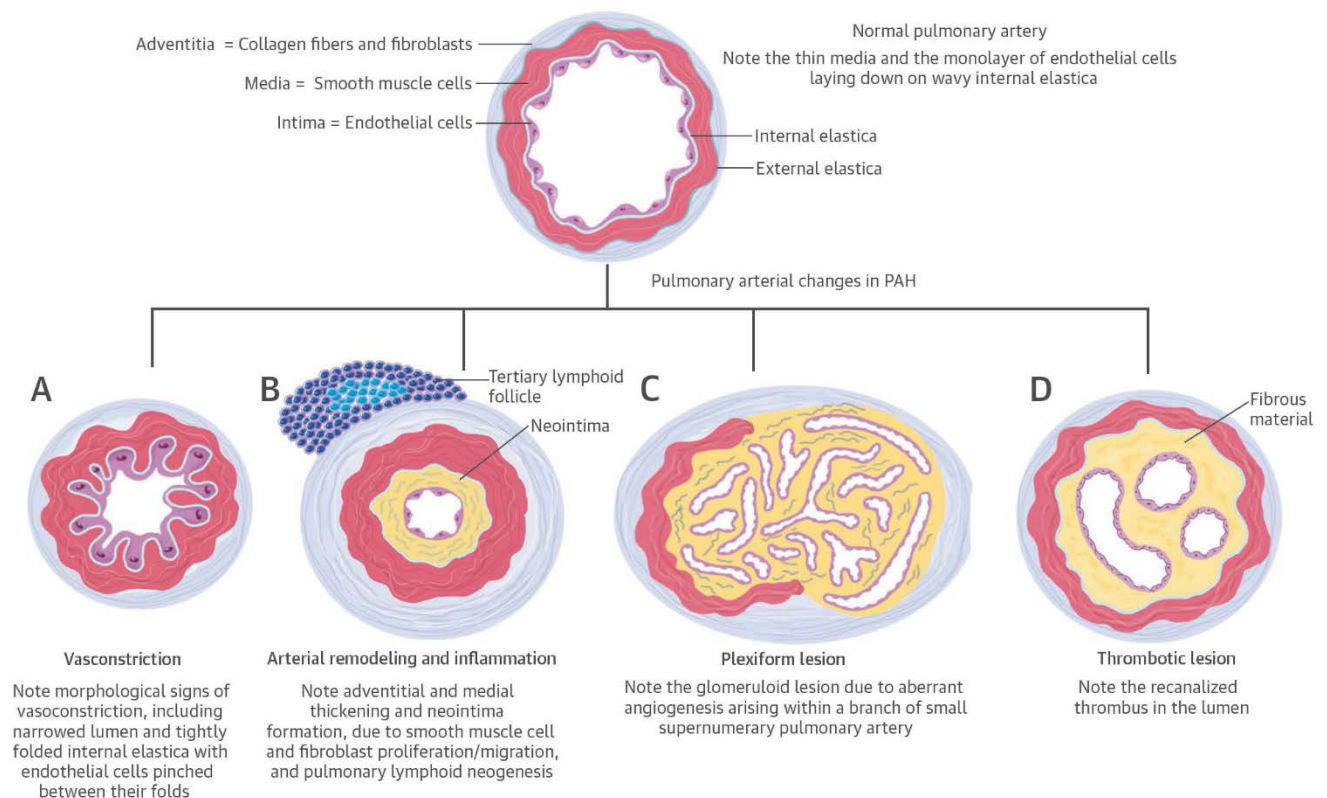 Normal pulmonary artery
Note the thin media and the monolayer of endothelial cells
laying down on wavy internal elastica
Adventitia = Collagen fibers and fibroblasts
Media = Smooth muscle cells
Intima = Endothelial cells
Internal elastica
External elastica
Pulmonary arterial changes in PAH
A
B
Tertiary lymphoid
follicle
Neointima
C
D
Fibrous
material
Vasconstriction
Note morphological signs of
vasoconstriction, including
narrowed lumen and tightly
folded internal elastica with
endothelial cells pinched
between their folds
Arterial remodeling and inflammation
Note adventitial and medial
thickening and neointima
formation, due to smooth muscle cell
and fibroblast proliferation/migration,
and pulmonary lymphoid neogenesis
Plexiform lesion
Note the glomeruloid lesion due to aberrant
angiogenesis arising within a branch of small
supernumerary pulmonary artery
Thrombotic lesion
Note the recanalized
thrombus in the lumen